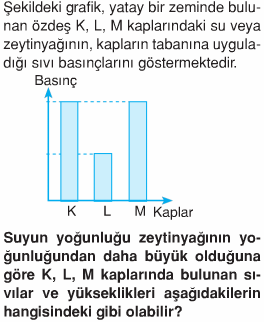 Şekildeki grafik, yatay bir zeminde bulu-
nan özdeş K, L, M kaplarındaki su veya
zeytinyağının, kapların tabanına uygula-
dığı sıvı basınçlarını göstermektedir.
Basınç
K L M Kaplar
Suyun yoğunluğu zeytinyağının yo-
ğunluğundan daha büyük olduğuna
göre K, L, M kaplarında bulunan sı-
vılar ve yükseklikleri aşağıdakilerin
hangisindeki gibi olabilir?